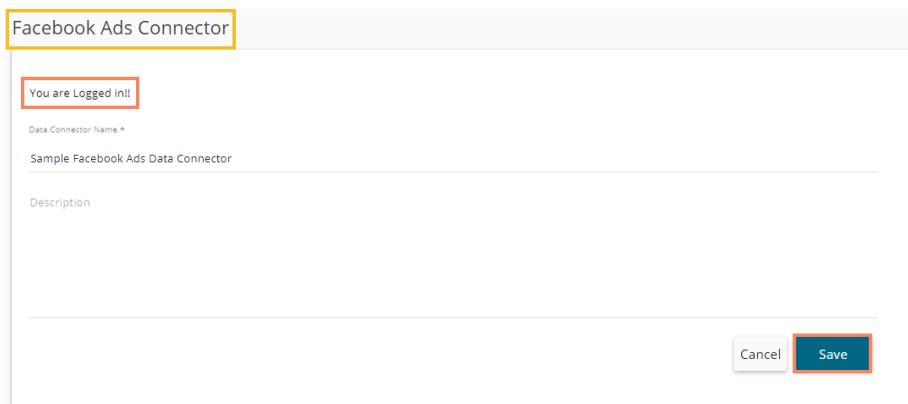 Facebook Ads Connector
You are Logged in!!
Data Connector Name *
Sample Facebook Ads Data Connector
Description
Cancel Save